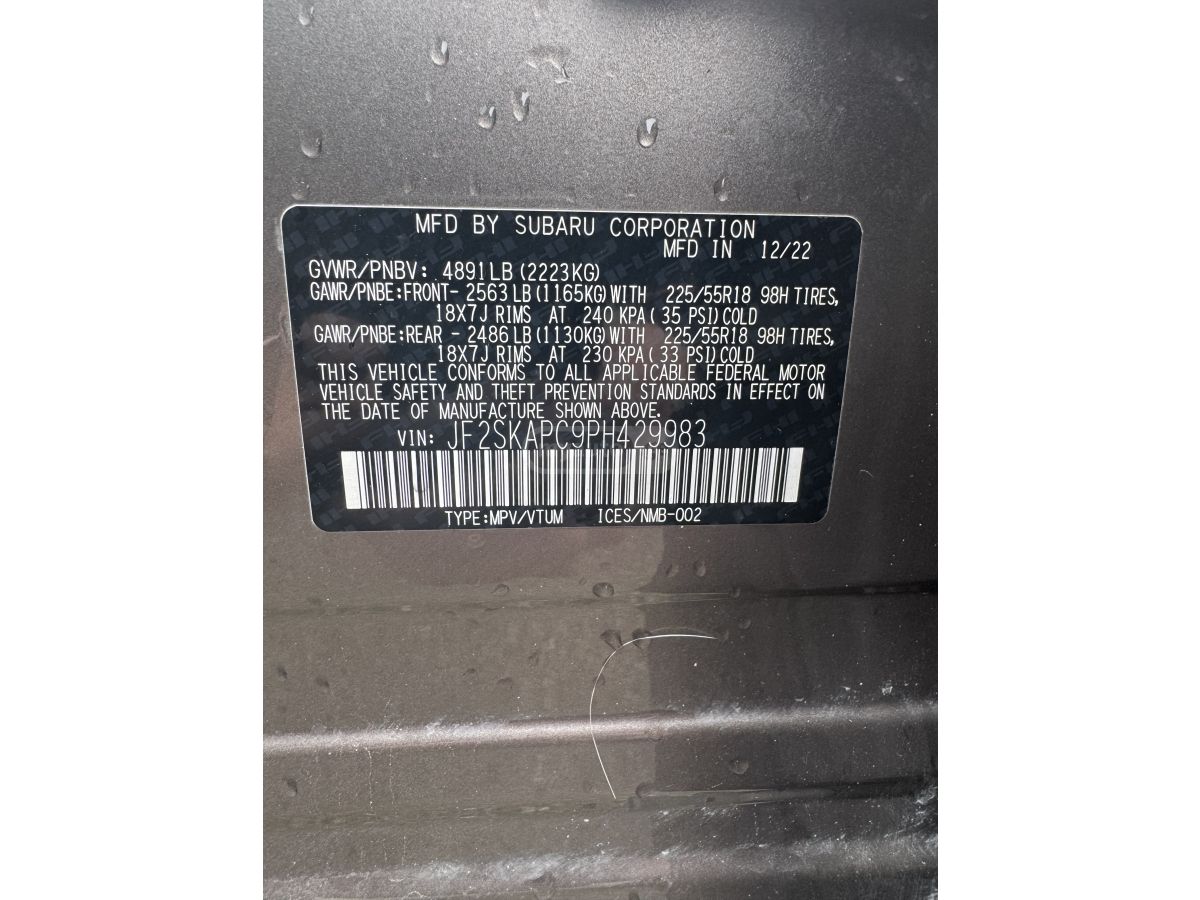 MFD BY SUBARU CORPORATION
MFD IN 12/22
GVWR/PNBV: 4891LB(2223KG)
GAWR/PNBE:FRONT- 2563LB(1165KG)WITH 225/55R18 98H TIRES,
18X7J RIMS AT 240 KPA( 35 PSI)COLD
GAWR/PNBE:REAR - 2486LB(1130KG)WITH 225/55R18 98H TIRES,
18X7J RIMS AT 230 KPA( 33 PSI)COLD
THIS VEHICLE CONFORMS TO ALL APPLICABLE FEDERAL MOTOR
VEHICLE SAFETY AND THEFT PREVENTION STANDARDS IN EFFECT ON
THE DATE OF MANUFACTURE SHOWN ABOVE.
VIN: JF2SKAPC9PH429983
TYPE:MPV/VTUM ICES/NMB-002